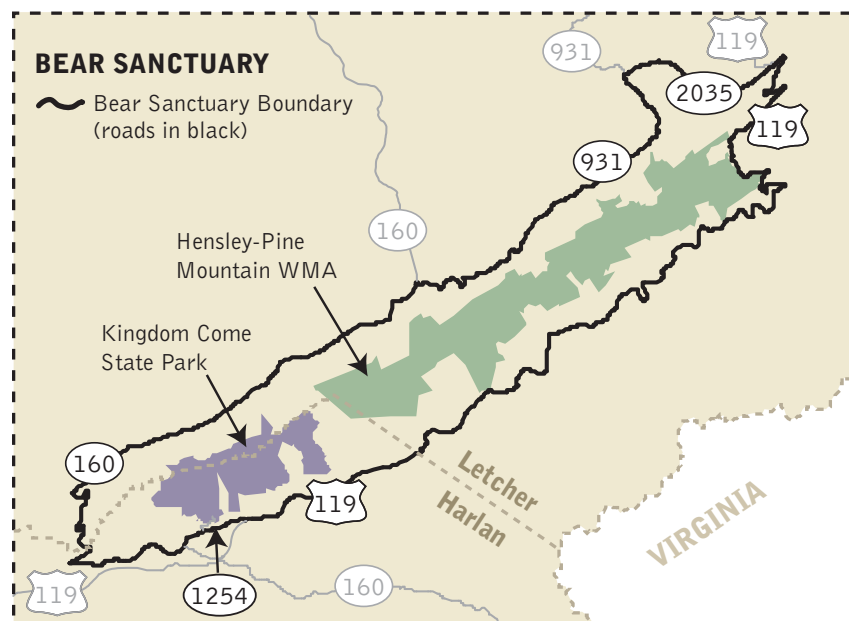 BEAR SANCTUARY
Bear Sanctuary Boundary
(roads in black)
931
119
2035
119
931
160
Hensley-Pine
Mountain WMA
Kingdom Come
State Park
160
Letcher
Harlan
119
VIRGINIA
119
1254
160